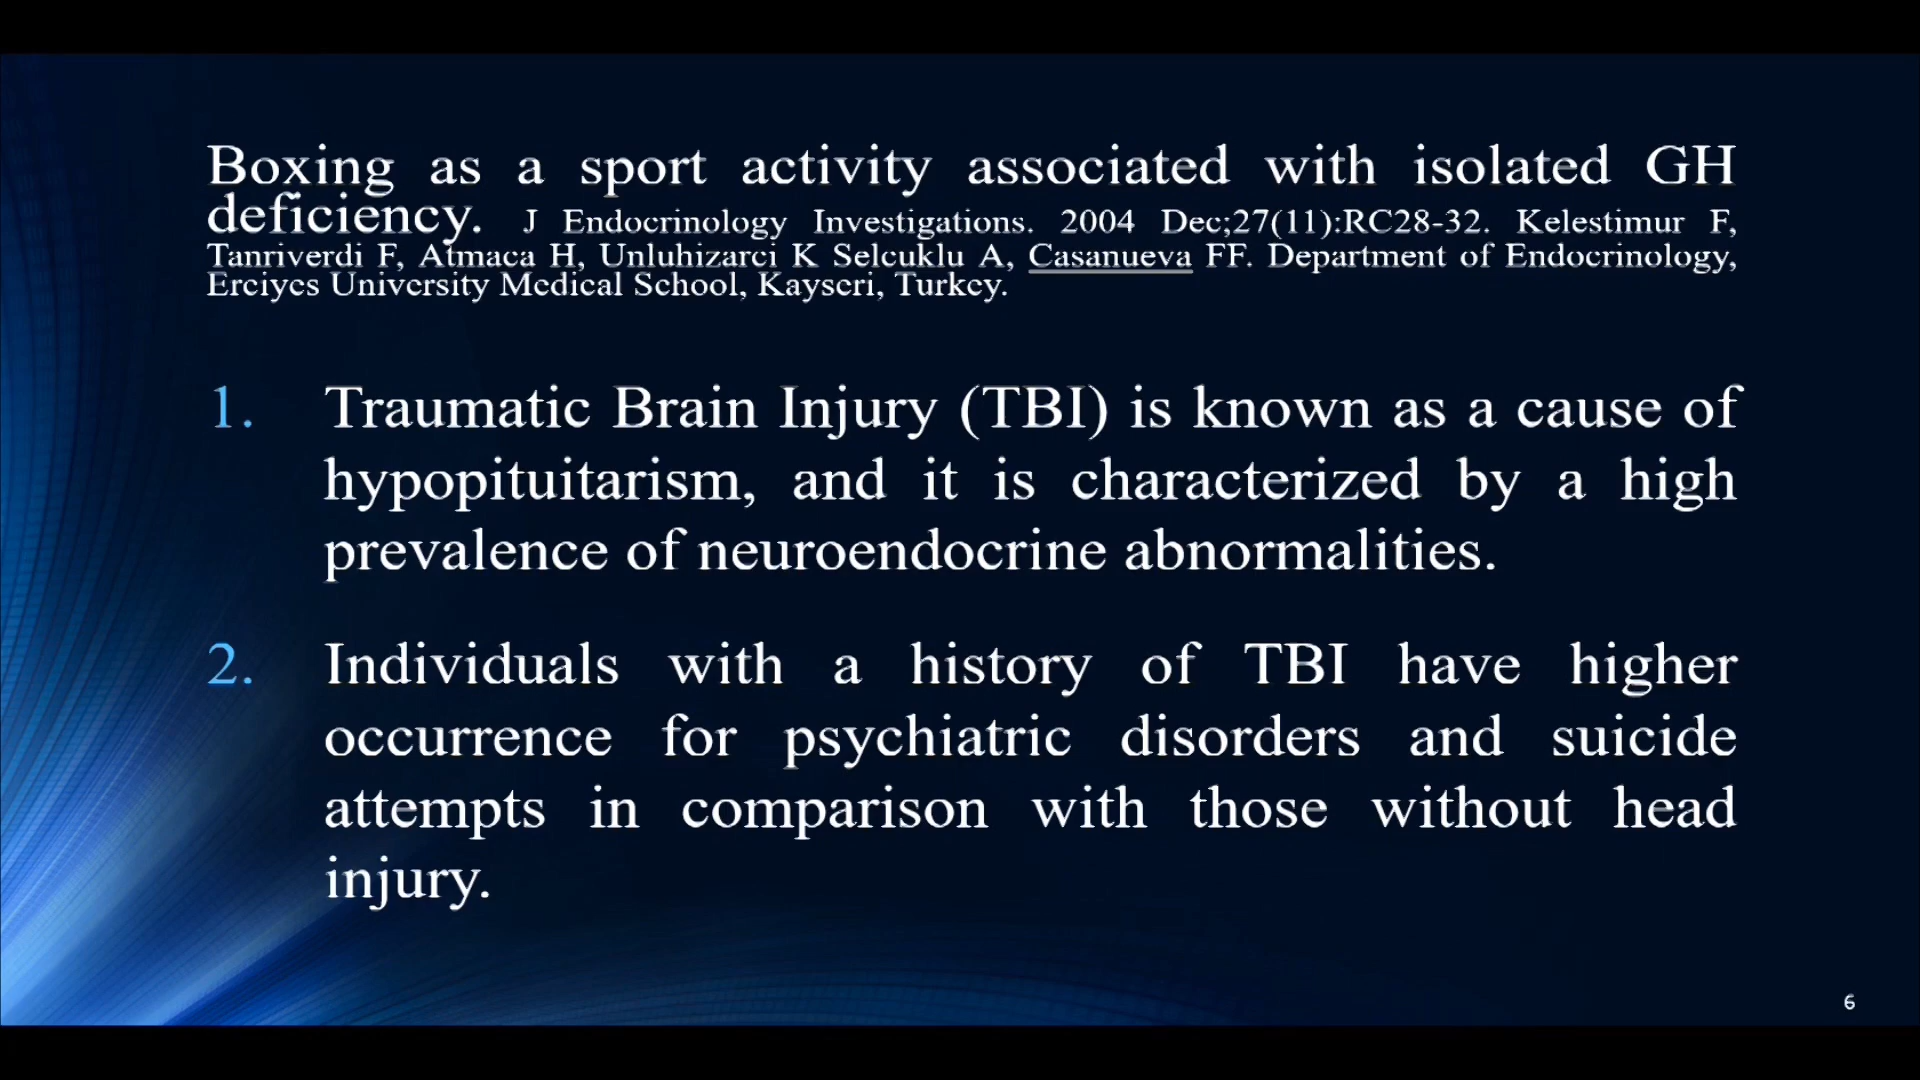 Boxing as a sport activity associated with isolated GH
deficiency. J Endocrinology Investigations. 2004 Dec;27(11):RC28-32. Kelestimur F,
Tanriverdi F, Atmaca H, Unluhizarci K Selcuklu A, Casanueva FF. Department of Endocrinology,
Erciyes University Medical School, Kayseri, Turkey.
1. Traumatic Brain Injury (TBI) is known as a cause of
hypopituitarism, and it is characterized by a high
prevalence of neuroendocrine abnormalities.
2. Individuals with a history of TBI have higher
occurrence for psychiatric disorders and suicide
attempts in comparison with those without head
injury.
6